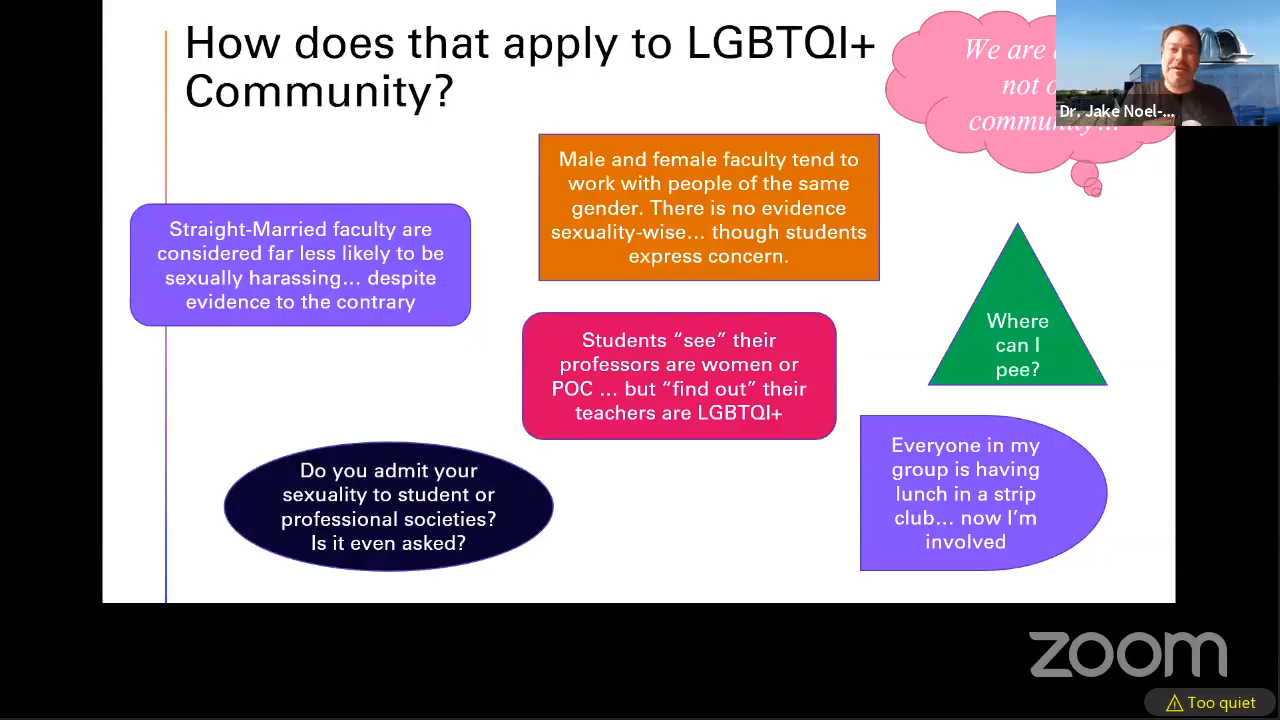 How does that apply to LGBTQI+
Community?
We are
not
community...
Dr. Jake Noel-...
Male and female faculty tend to
work with people of the same
gender. There is no evidence
sexuality-wise... though students
express concern.
Straight-Married faculty are
considered far less likely to be
sexually harassing... despite
evidence to the contrary
Where
can I
pee?
Students “see” their
professors are women or
POC ... but “find out” their
teachers are LGBTQI+
Everyone in my
group is having
lunch in a strip
club... now I’m
involved
Do you admit your
sexuality to student or
professional societies?
Is it even asked?
zoom
Too quiet